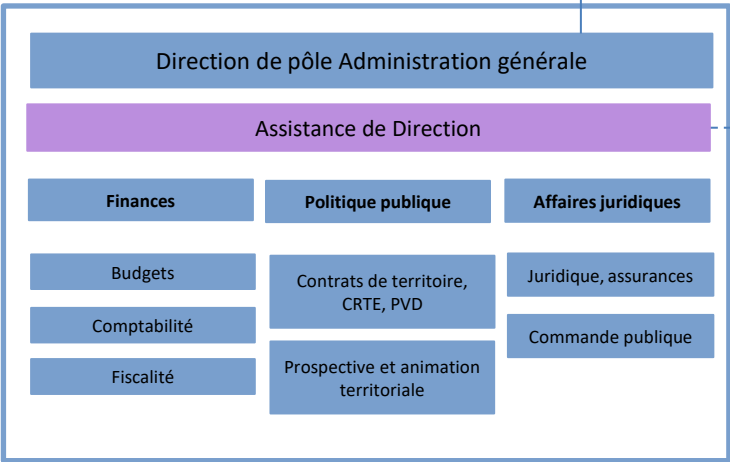 Direction de pôle Administration générale
Assistance de Direction
Finances
Politique publique
Affaires juridiques
Budgets
Comptabilité
Fiscalité
Contrats de territoire,
CRTE, PVD
Prospective et animation
territoriale
Juridique, assurances
Commande publique